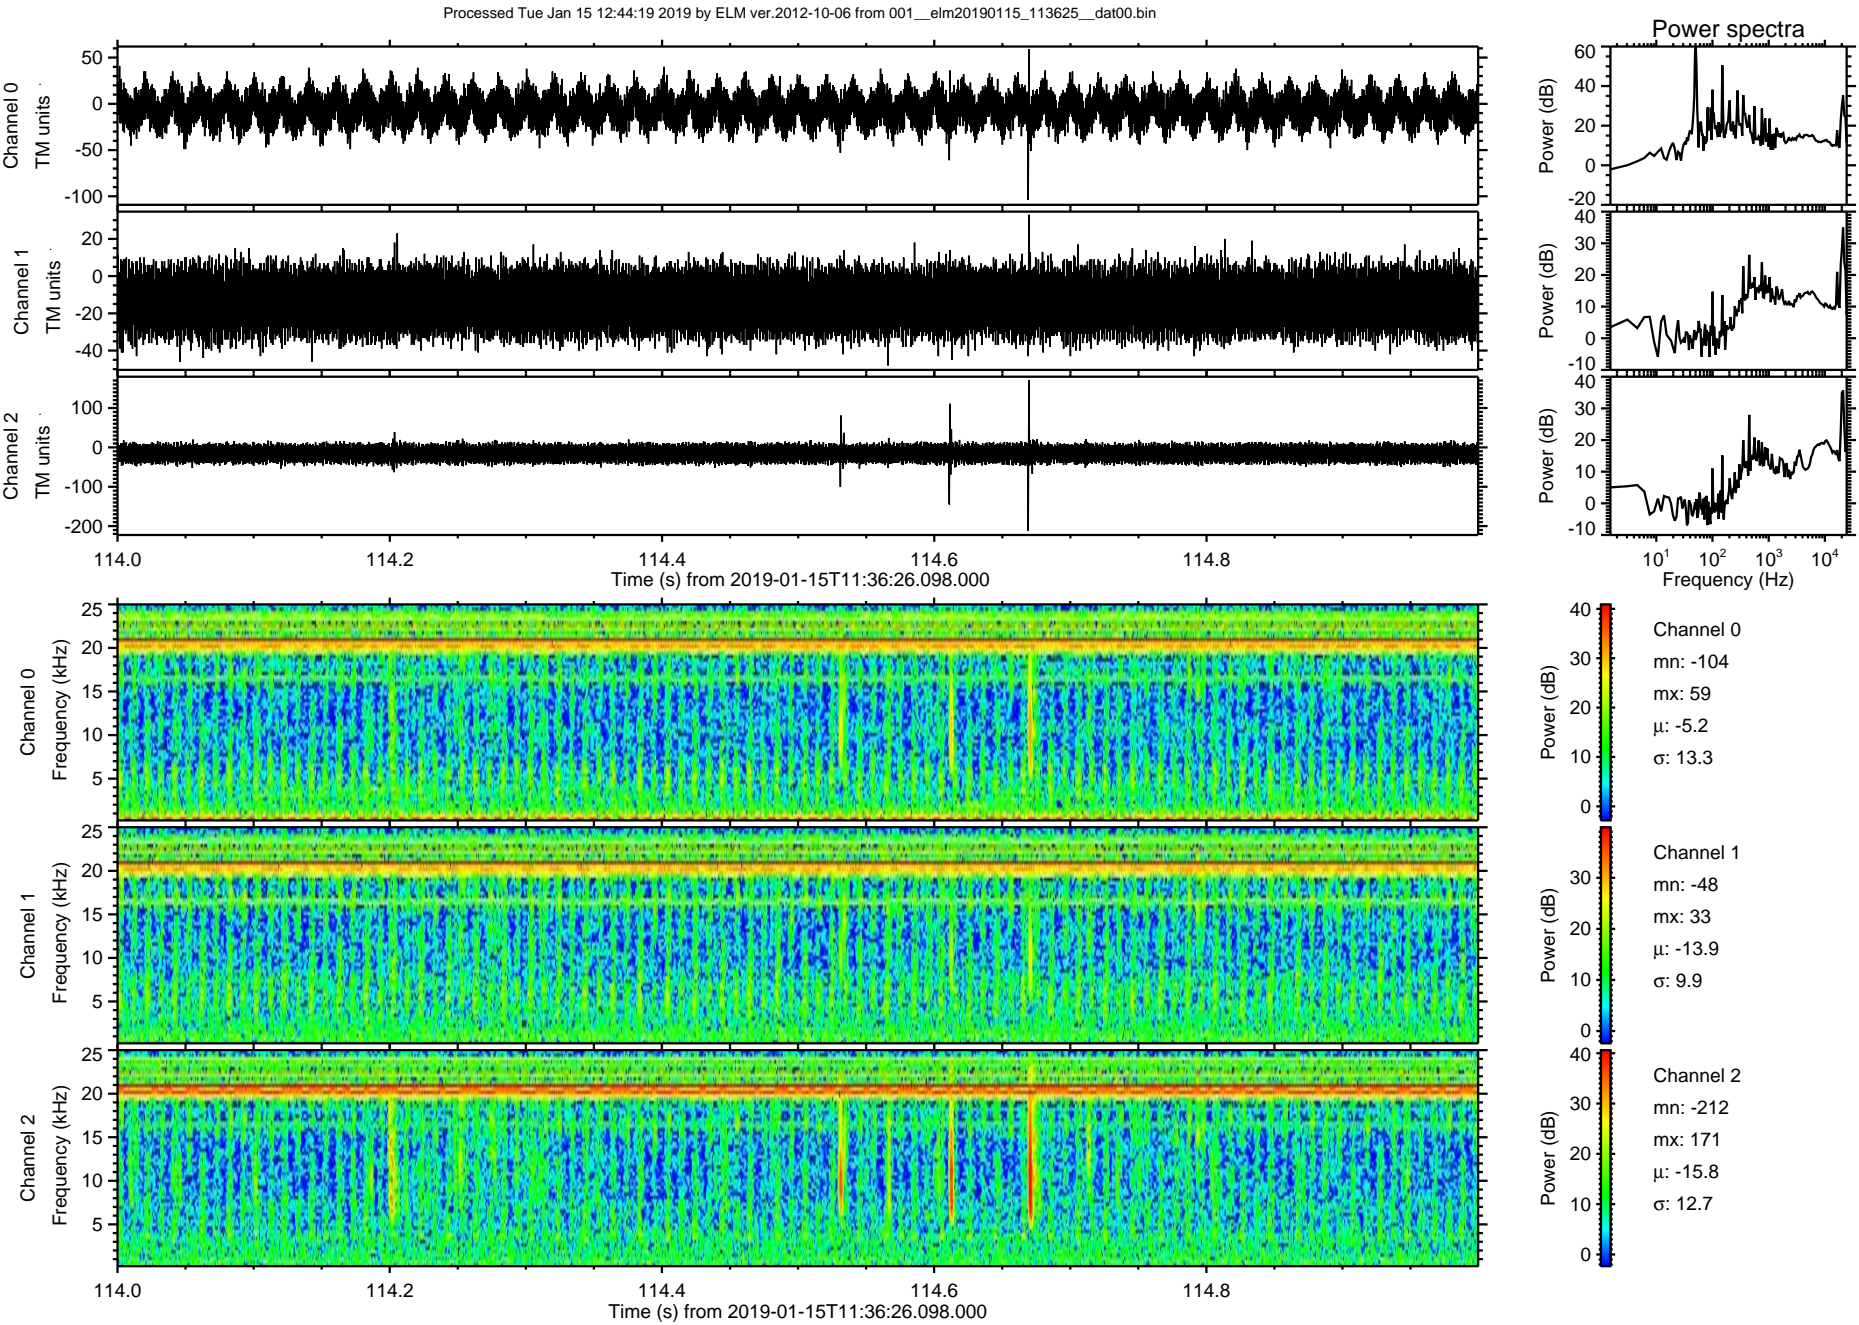 Processed Tue Jan 15 12:44:19 2019 by ELM ver.2012-10-06 from 001__elm20190115_113625__dat00.bin
Power spectra
Channel 0
TM units
50
0
-50
-100
Power (dB)
60
40
20
0
-20
Channel 1
TM units
20
0
-20
-40
Power (dB)
40
30
20
10
0
-10
Channel 2
TM units
100
0
-100
-200
Power (dB)
40
30
20
10
0
-10
114.0 114.2 114.4 114.6 114.8
Time (s) from 2019-01-15T11:36:26.098.000
10¹ 10² 10³ 10⁴
Frequency (Hz)
Channel 0
Frequency (kHz)
25
20
15
10
5
Power (dB)
40
30
20
10
0
Channel 0
mn: -104
mx: 59
µ: -5.2
σ: 13.3
Channel 1
Frequency (kHz)
25
20
15
10
5
Power (dB)
30
20
10
0
Channel 1
mn: -48
mx: 33
µ: -13.9
σ: 9.9
Channel 2
Frequency (kHz)
25
20
15
10
5
Power (dB)
40
30
20
10
0
Channel 2
mn: -212
mx: 171
µ: -15.8
σ: 12.7
114.0 114.2 114.4 114.6 114.8
Time (s) from 2019-01-15T11:36:26.098.000